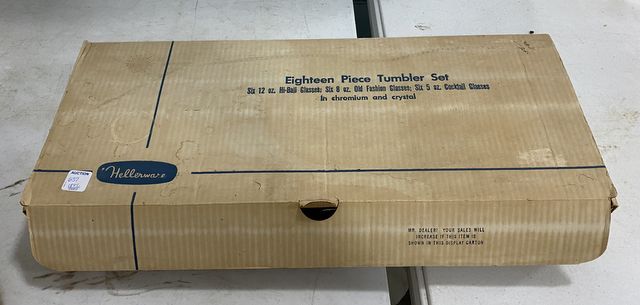 Eighteen Piece Tumbler Set
Six 12 oz. Hi-Ball Glasses; Six 8 oz. Old Fashion Glasses; Six 5 oz. Cocktail Glasses
In chromium and crystal
AUCTION
Hellerware
MR. DEALER! YOUR SALES WILL
INCREASE IF THIS ITEM IS
SHOWN IN THIS DISPLAY CARTON